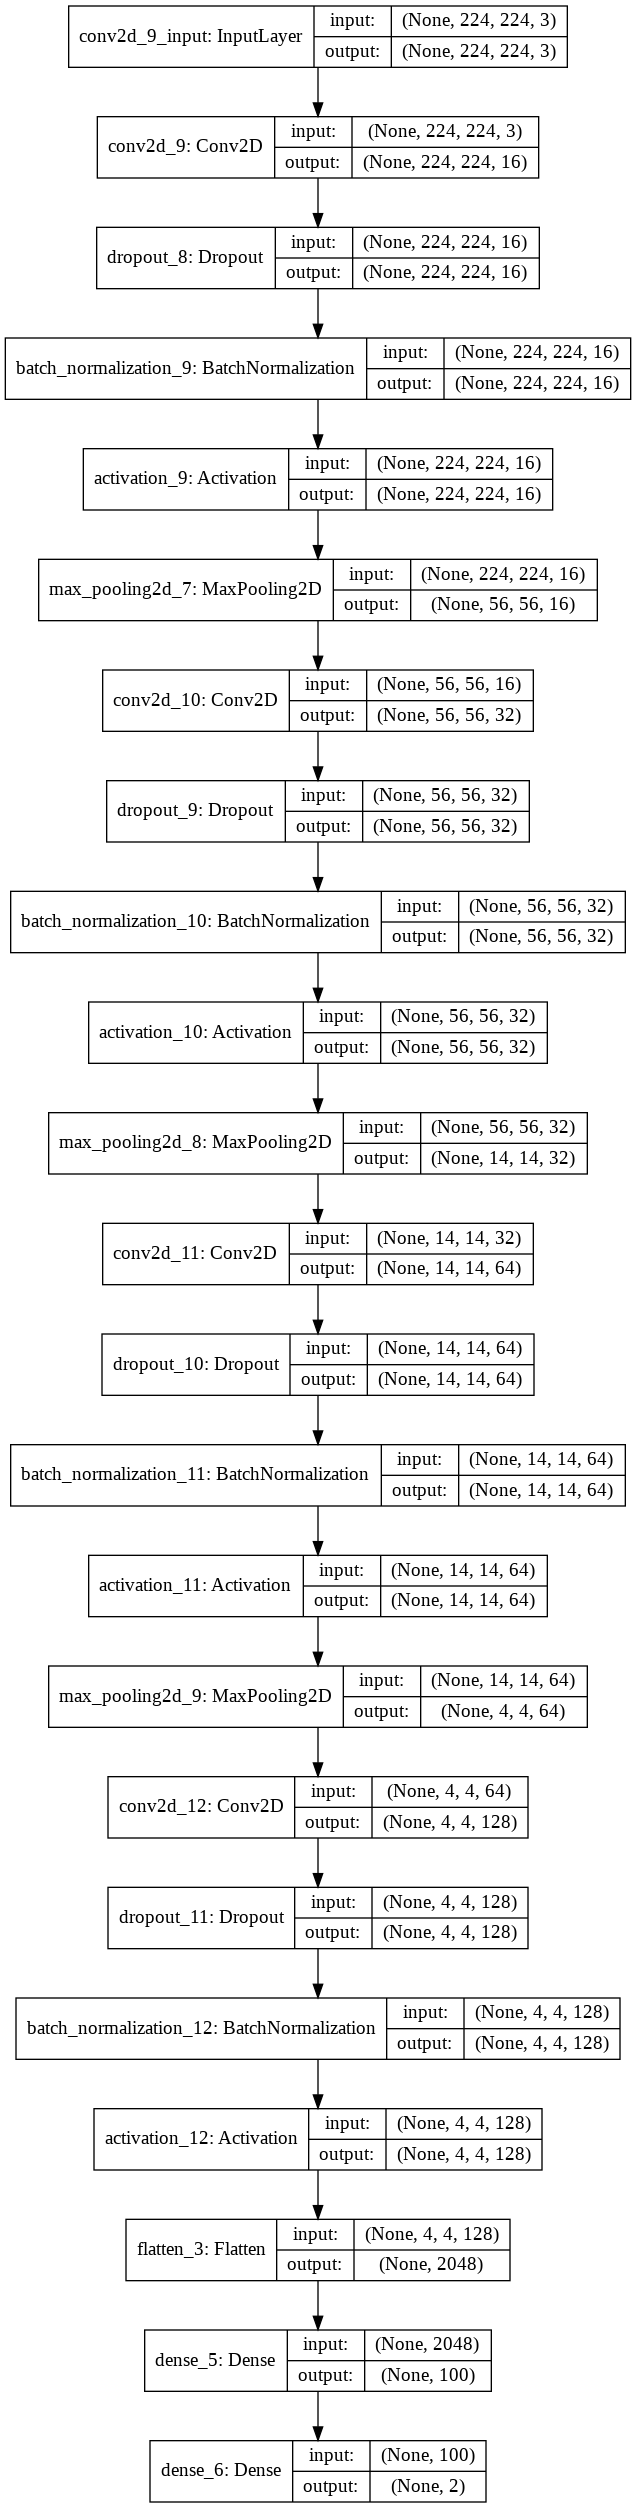 conv2d_9_input: InputLayer
input: (None, 224, 224, 3)
output: (None, 224, 224, 3)
conv2d_9: Conv2D
input: (None, 224, 224, 3)
output: (None, 224, 224, 16)
dropout_8: Dropout
input: (None, 224, 224, 16)
output: (None, 224, 224, 16)
batch_normalization_9: BatchNormalization
input: (None, 224, 224, 16)
output: (None, 224, 224, 16)
activation_9: Activation
input: (None, 224, 224, 16)
output: (None, 224, 224, 16)
max_pooling2d_7: MaxPooling2D
input: (None, 224, 224, 16)
output: (None, 56, 56, 16)
conv2d_10: Conv2D
input: (None, 56, 56, 16)
output: (None, 56, 56, 32)
dropout_9: Dropout
input: (None, 56, 56, 32)
output: (None, 56, 56, 32)
batch_normalization_10: BatchNormalization
input: (None, 56, 56, 32)
output: (None, 56, 56, 32)
activation_10: Activation
input: (None, 56, 56, 32)
output: (None, 56, 56, 32)
max_pooling2d_8: MaxPooling2D
input: (None, 56, 56, 32)
output: (None, 14, 14, 32)
conv2d_11: Conv2D
input: (None, 14, 14, 32)
output: (None, 14, 14, 64)
dropout_10: Dropout
input: (None, 14, 14, 64)
output: (None, 14, 14, 64)
batch_normalization_11: BatchNormalization
input: (None, 14, 14, 64)
output: (None, 14, 14, 64)
activation_11: Activation
input: (None, 14, 14, 64)
output: (None, 14, 14, 64)
max_pooling2d_9: MaxPooling2D
input: (None, 14, 14, 64)
output: (None, 4, 4, 64)
conv2d_12: Conv2D
input: (None, 4, 4, 64)
output: (None, 4, 4, 128)
dropout_11: Dropout
input: (None, 4, 4, 128)
output: (None, 4, 4, 128)
batch_normalization_12: BatchNormalization
input: (None, 4, 4, 128)
output: (None, 4, 4, 128)
activation_12: Activation
input: (None, 4, 4, 128)
output: (None, 4, 4, 128)
flatten_3: Flatten
input: (None, 4, 4, 128)
output: (None, 2048)
dense_5: Dense
input: (None, 2048)
output: (None, 100)
dense_6: Dense
input: (None, 100)
output: (None, 2)